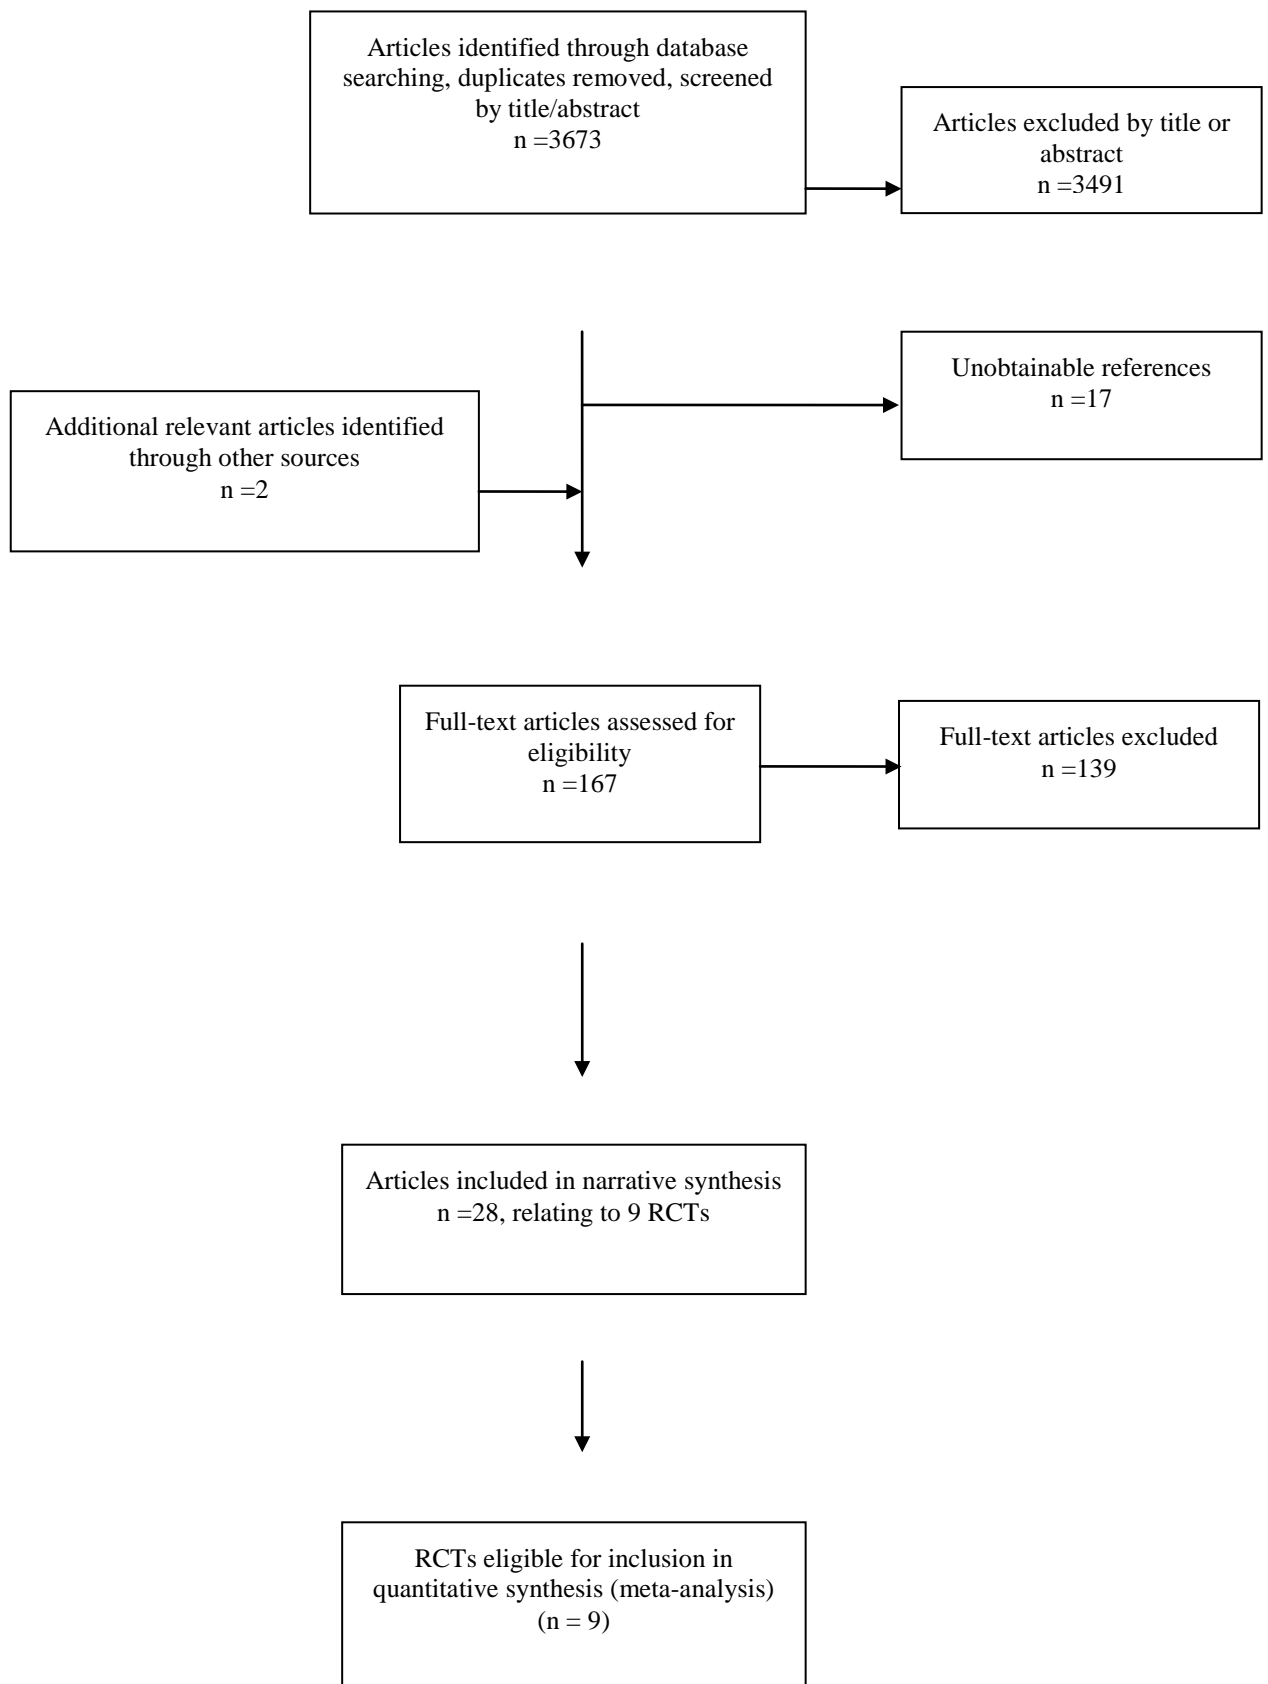 Articles identified through database
searching, duplicates removed, screened
by title/abstract
n =3673
Articles excluded by title or
abstract
n =3491
Unobtainable references
n =17
Additional relevant articles identified
through other sources
n =2
Full-text articles assessed for
eligibility
n =167
Full-text articles excluded
n =139
Articles included in narrative synthesis
n =28, relating to 9 RCTs
RCTs eligible for inclusion in
quantitative synthesis (meta-analysis)
(n = 9)